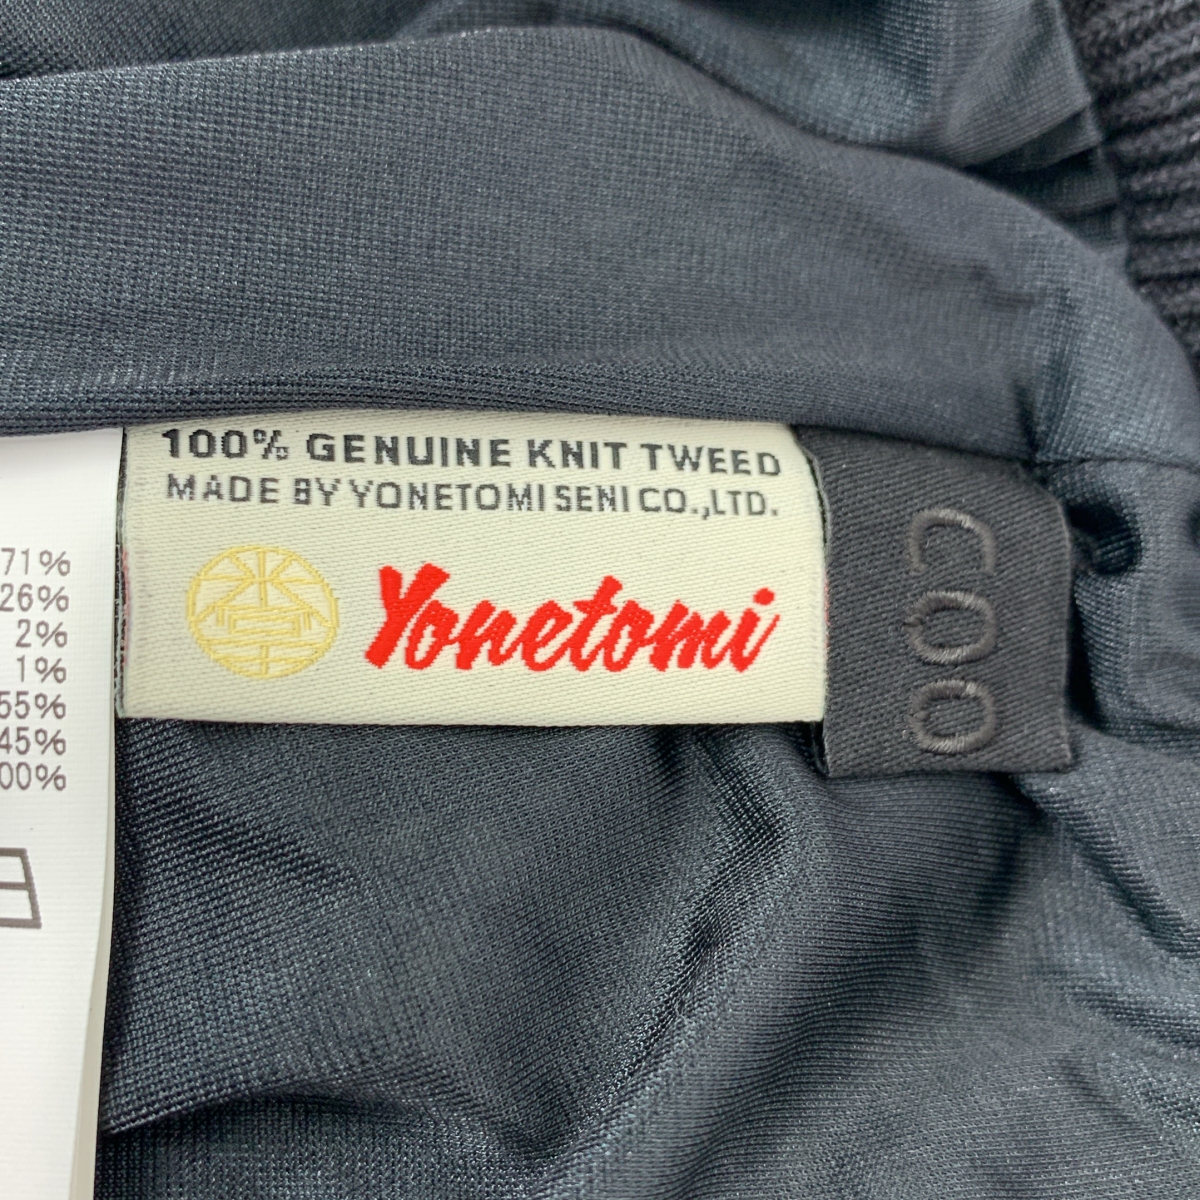 100% GENUINE KNIT TWEED
MADE BY YONETOMI SENI CO.,LTD.
Yonetomi
COO
71%
26%
2%
1%
55%
45%
00%